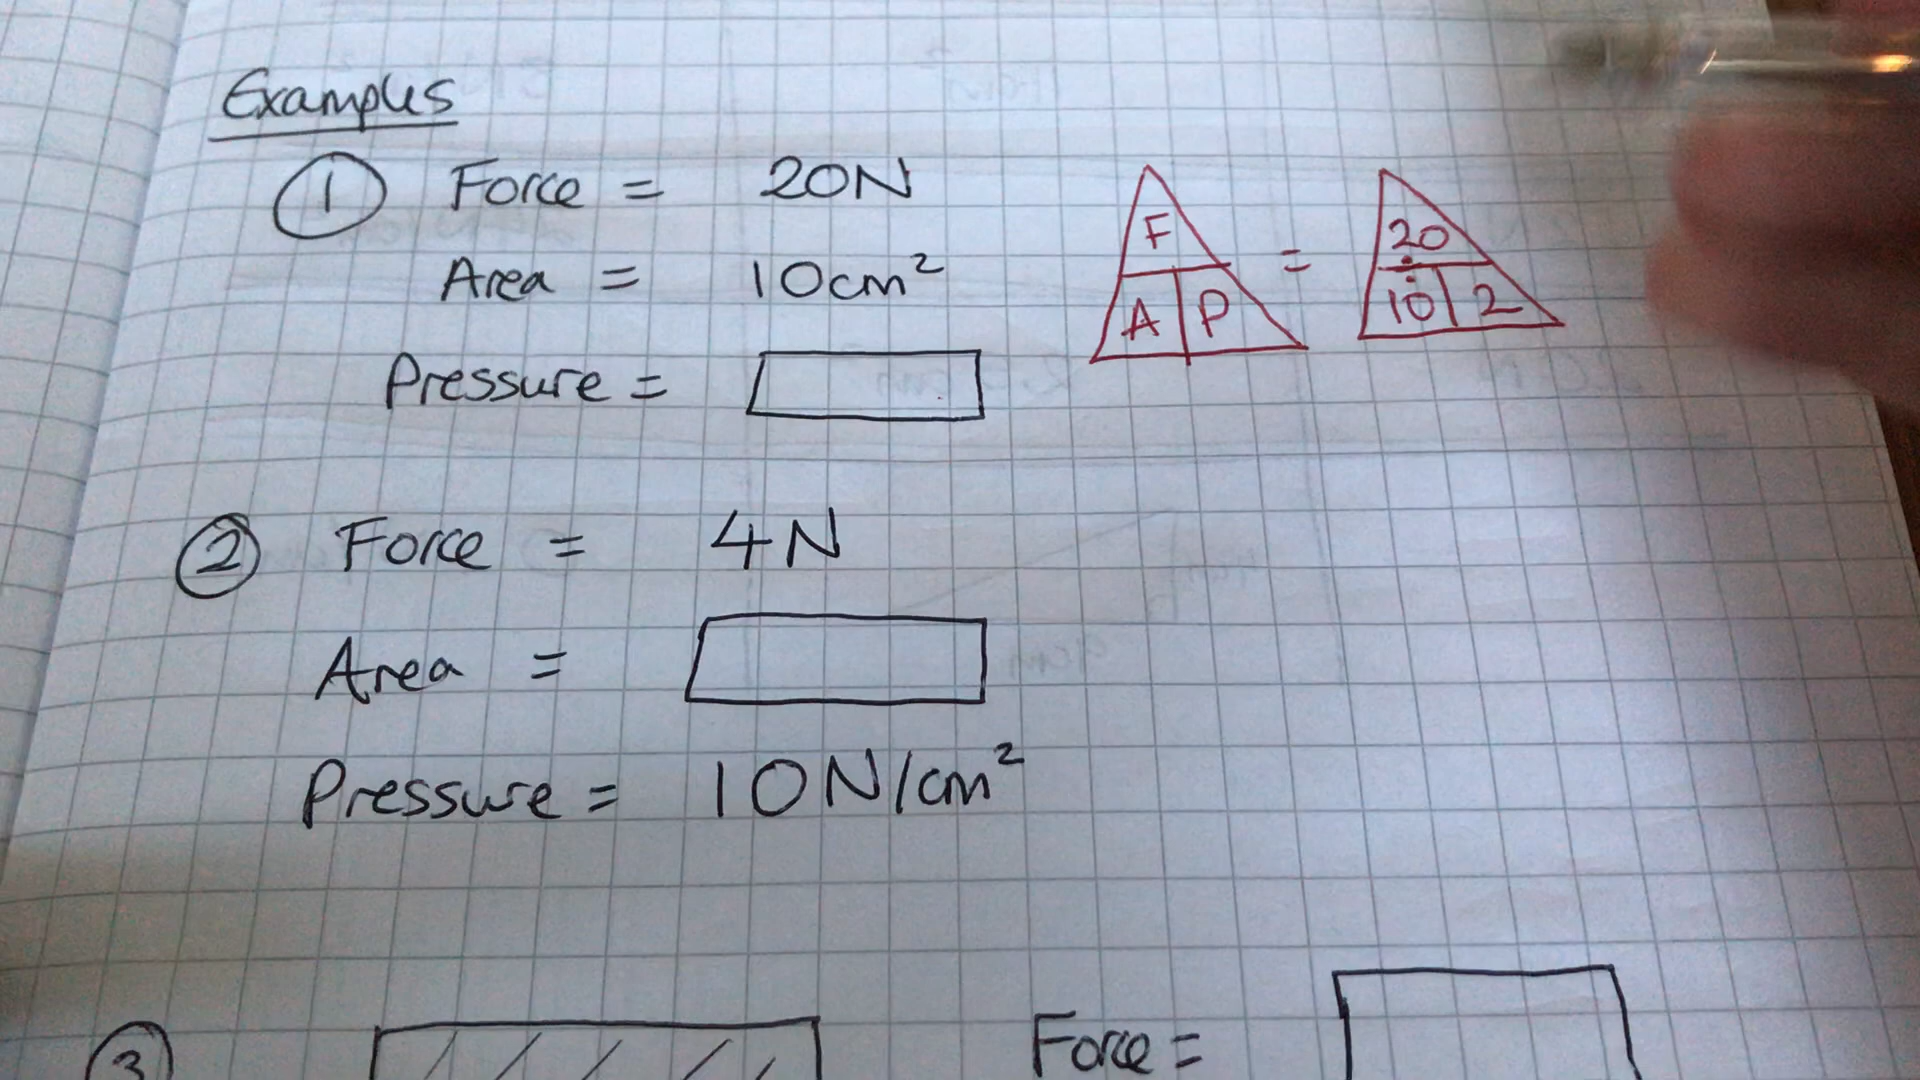 Examples
① Force = 20N
Area = 10cm²
Pressure =
F
A P
=
20
10 2
② Force = 4N
Area =
Pressure = 10N/cm²
③
Force =